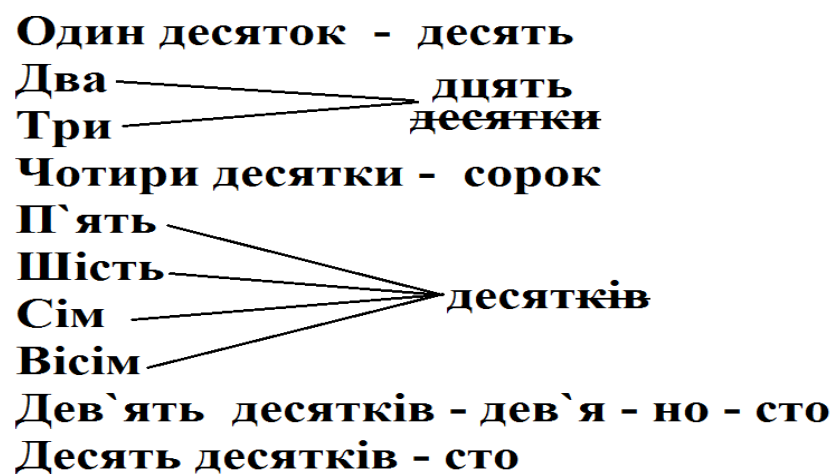 Один десяток - десять
Два
дцять
Три
десятки
Чотири десятки - сорок
П`ять
Шість
десятків
Сім
Вісім
Дев`ять десятків - дев`я - но - сто
Десять десятків - сто